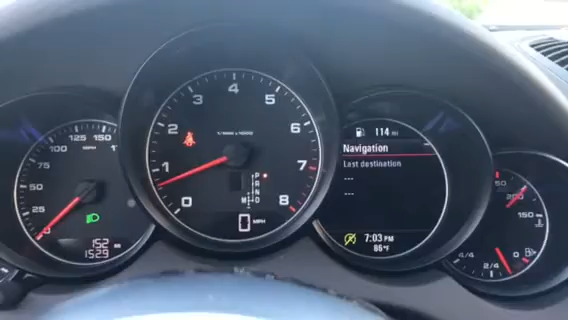 25
50
75
100
125
150
152
1529
0
1
2
3
4
5
6
7
8
1/min x 1000
P
R
N
D
M
0 MPH
114 MI
Navigation
Last destination
---
---
7:03 PM
86°F
150
4/4
2/4
0